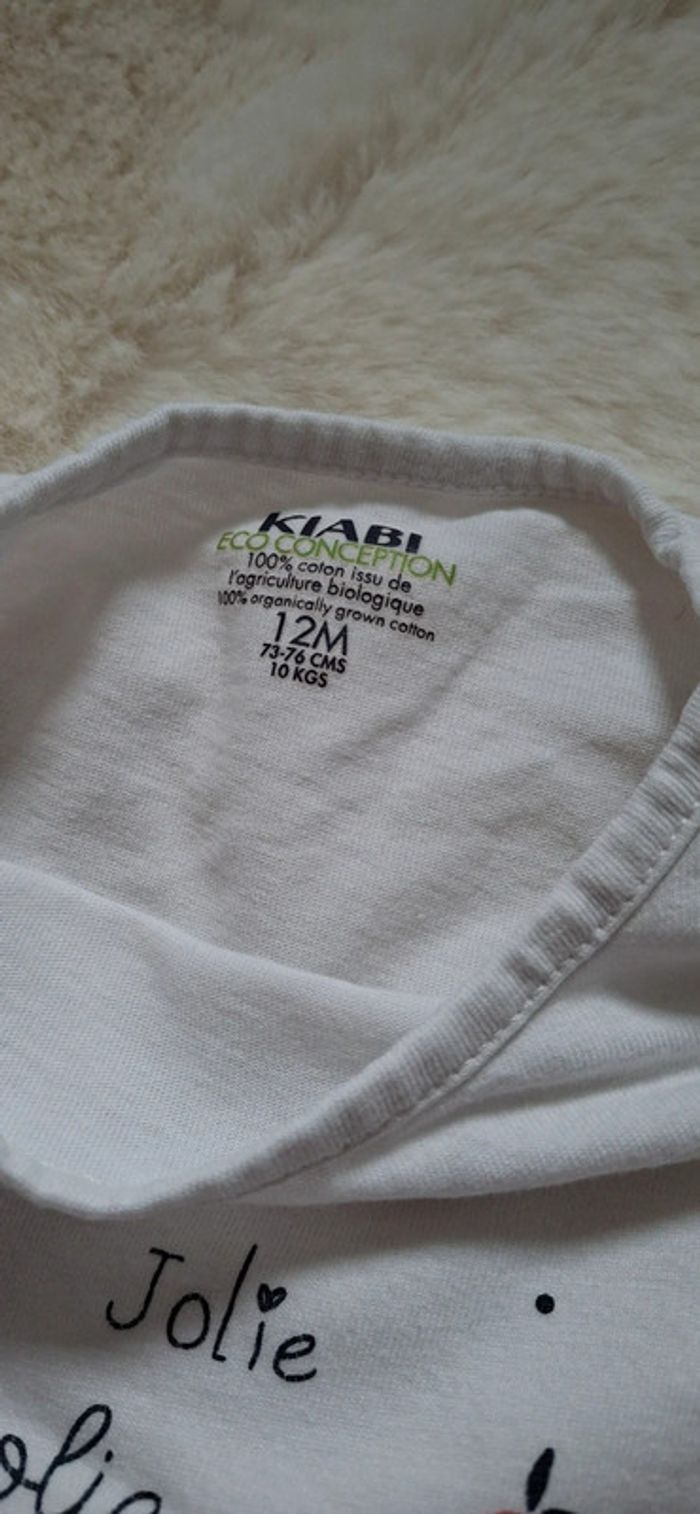 KIABI
ECO CONCEPTION
100% coton issu de
l'agriculture biologique
100% organically grown cotton
12M
73-76 CMS
10 KGS
Jolie